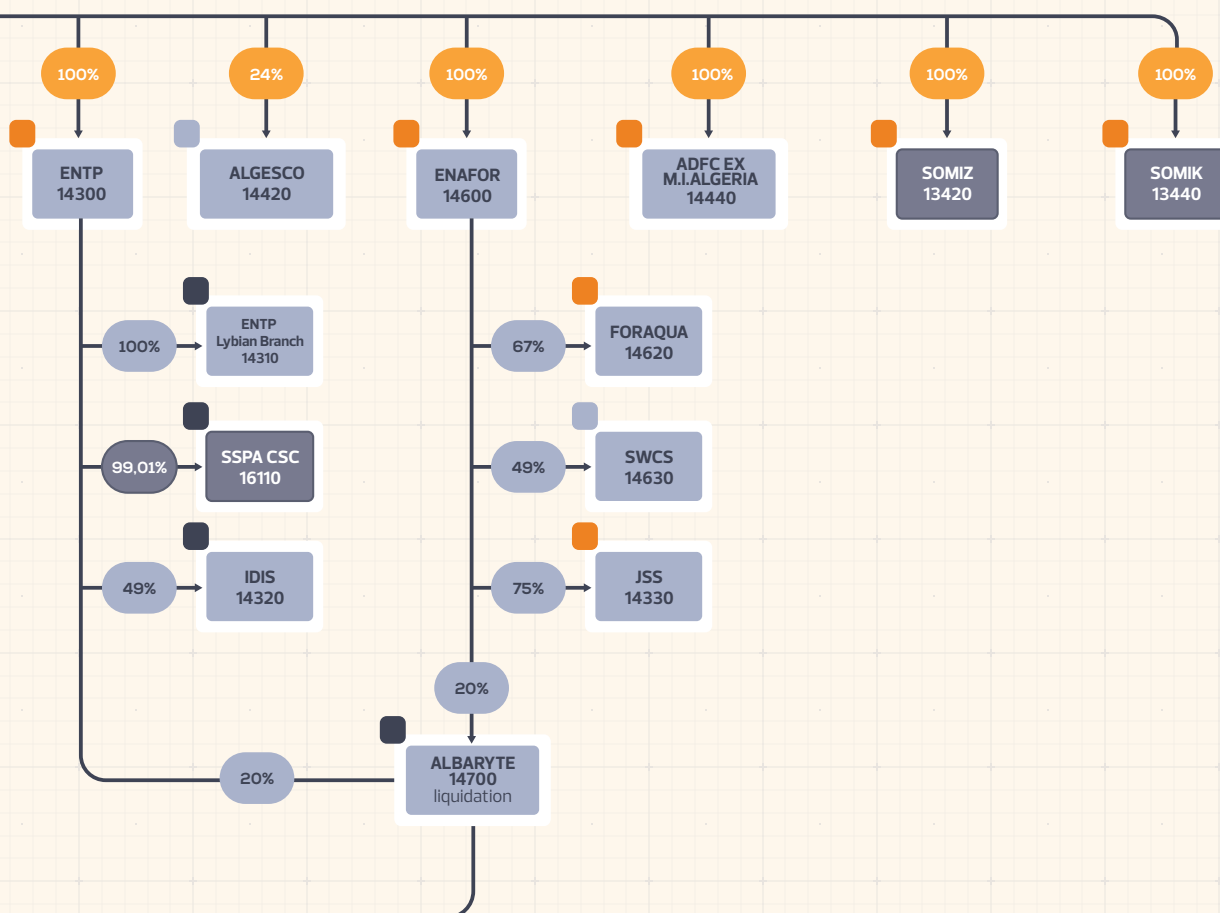 100%
24%
100%
100%
100%
100%
ENTP
14300
ALGESCO
14420
ENAFOR
14600
ADFC EX
M.I.ALGERIA
14440
SOMIZ
13420
SOMIK
13440
100%
ENTP
Lybian Branch
14310
67%
FORAQUA
14620
99,01%
SSPA CSC
16110
49%
SWCS
14630
49%
IDIS
14320
75%
JSS
14330
20%
20%
ALBARYTE
14700
liquidation